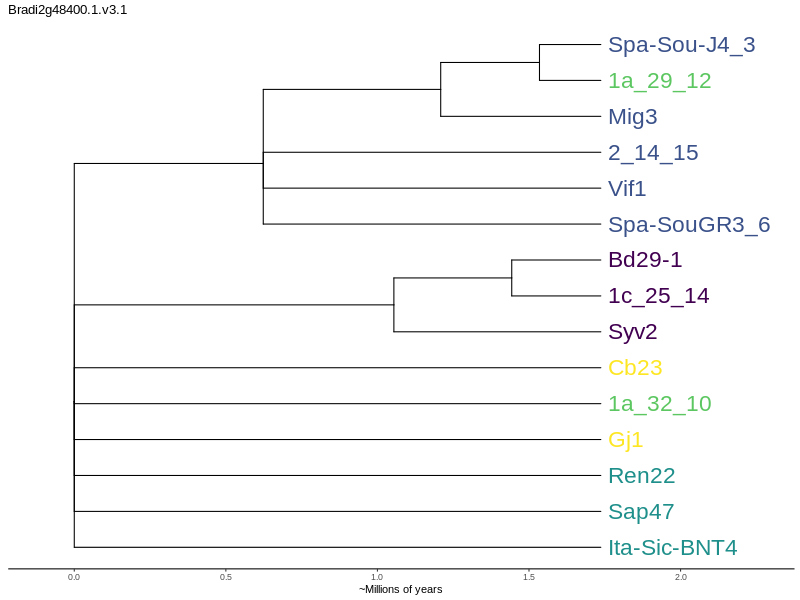 Bradi2g48400.1.v3.1
Spa-Sou-J4_3
1a_29_12
Mig3
2_14_15
Vif1
Spa-SouGR3_6
Bd29-1
1c_25_14
Syv2
Cb23
1a_32_10
Gj1
Ren22
Sap47
Ita-Sic-BNT4
0.0 0.5 1.0 1.5 2.0
~Millions of years